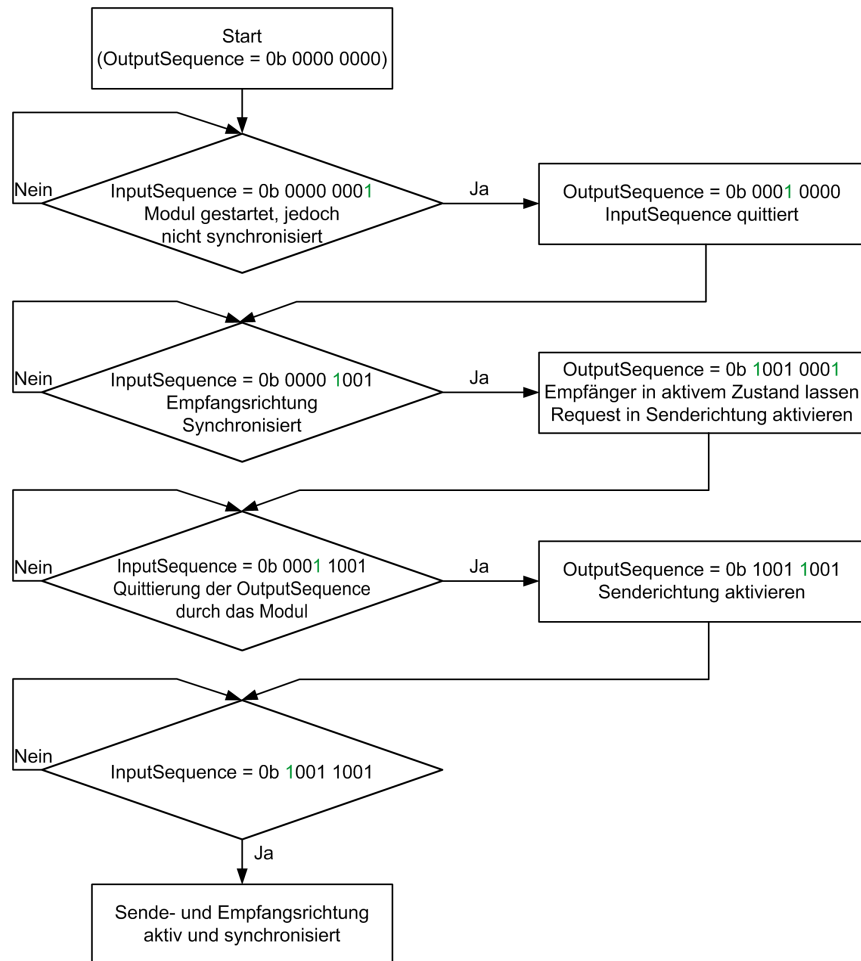 Start
(OutputSequence = 0b 0000 0000)
Nein
InputSequence = 0b 0000 0001
Modul gestartet, jedoch
nicht synchronisiert
Ja
OutputSequence = 0b 0001 0000
InputSequence quittiert
Nein
InputSequence = 0b 0000 1001
Empfangsrichtung
Synchronisiert
Ja
OutputSequence = 0b 1001 0001
Empfänger in aktivem Zustand lassen
Request in Senderichtung aktivieren
Nein
InputSequence = 0b 0001 1001
Quittierung der OutputSequence
durch das Modul
Ja
OutputSequence = 0b 1001 1001
Senderichtung aktivieren
Nein
InputSequence = 0b 1001 1001
Ja
Sende- und Empfangsrichtung
aktiv und synchronisiert